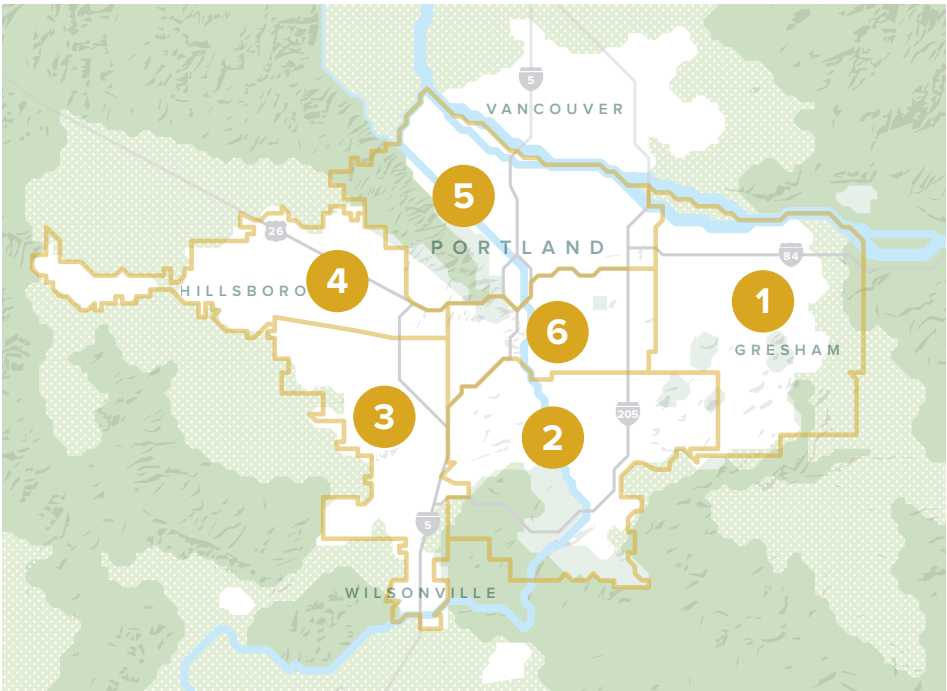 5
VANCOUVER
5
26
PORTLAND
84
HILLSBORO
4
1
6
GRESHAM
3
205
2
5
WILSONVILLE